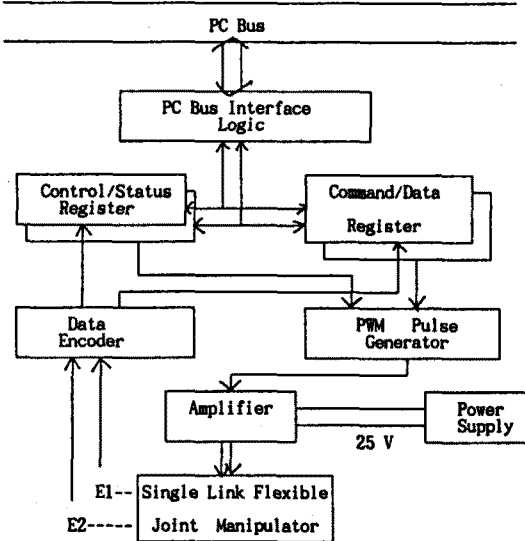 PC Bus
PC Bus Interface
Logic
Control/Status
Register
Command/Data
Register
Data
Encoder
PWM Pulse
Generator
Amplifier
Power
Supply
25 V
E1-- Single Link Flexible
E2----- Joint Manipulator